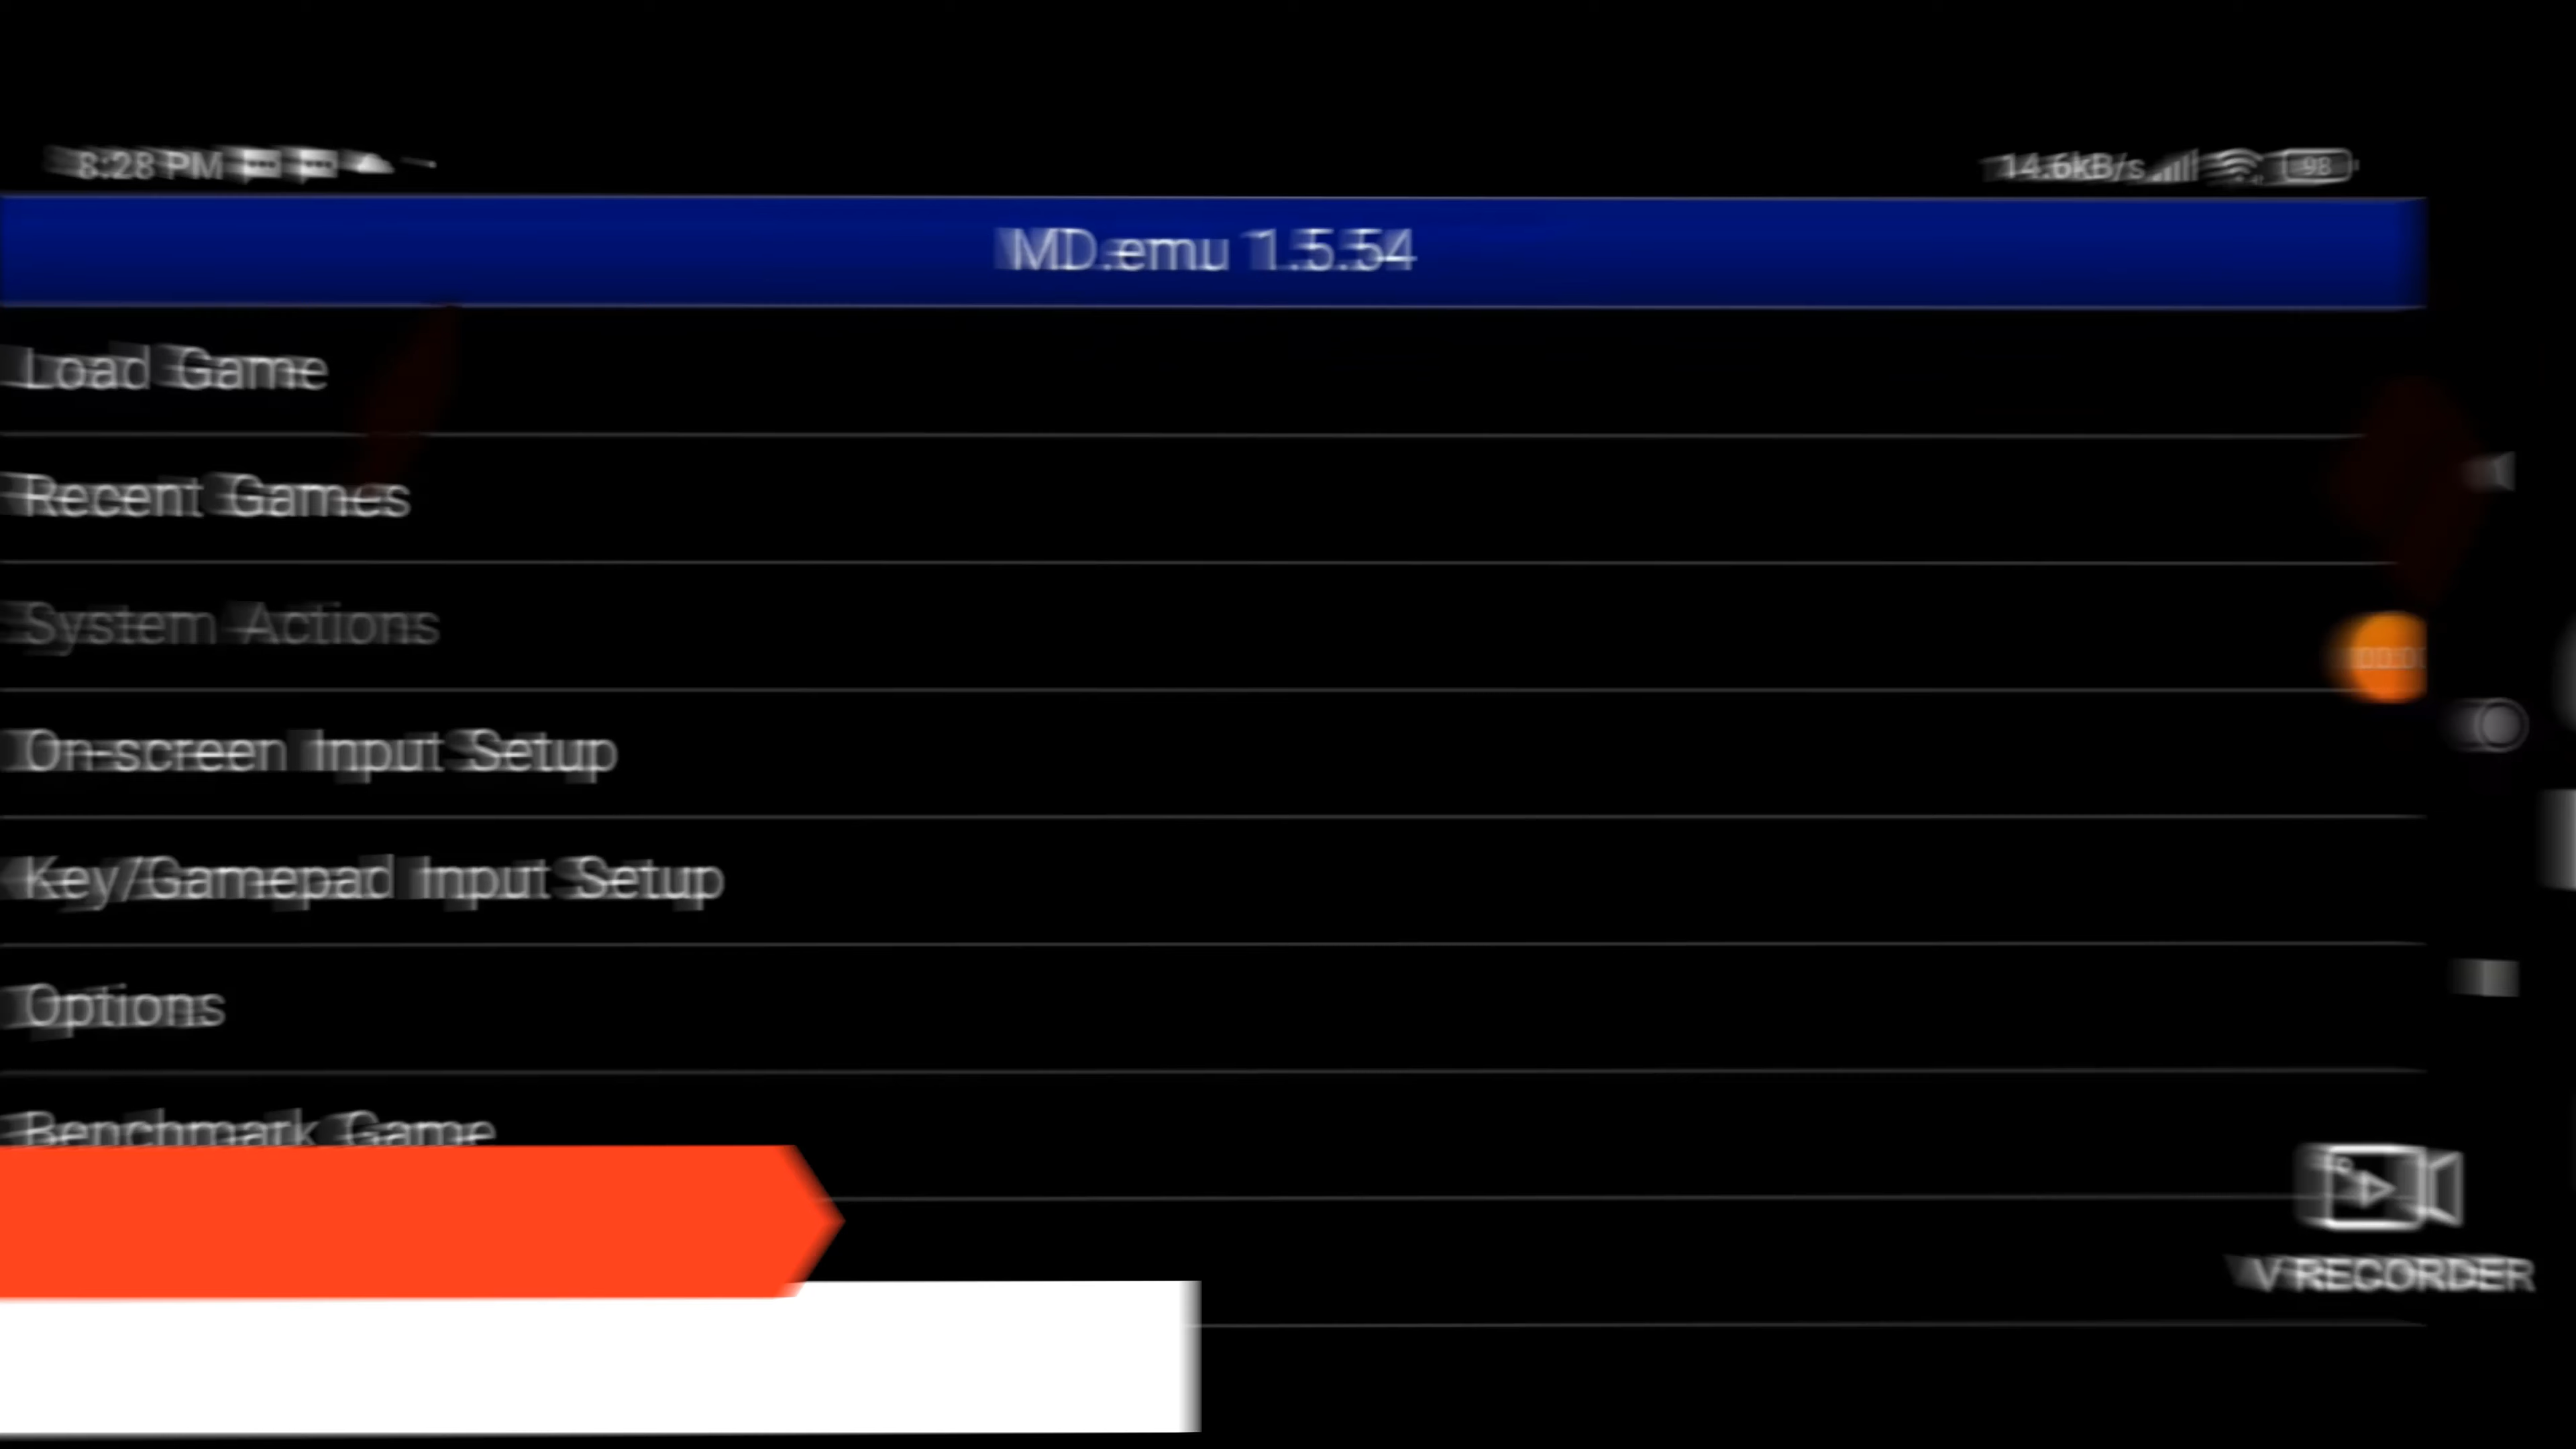 8:28 PM
14.6kB/s
98
MD.emu 1.5.54
Load Game
Recent Games
System Actions
On-screen Input Setup
Key/Gamepad Input Setup
Options
Benchmark Game
V RECORDER